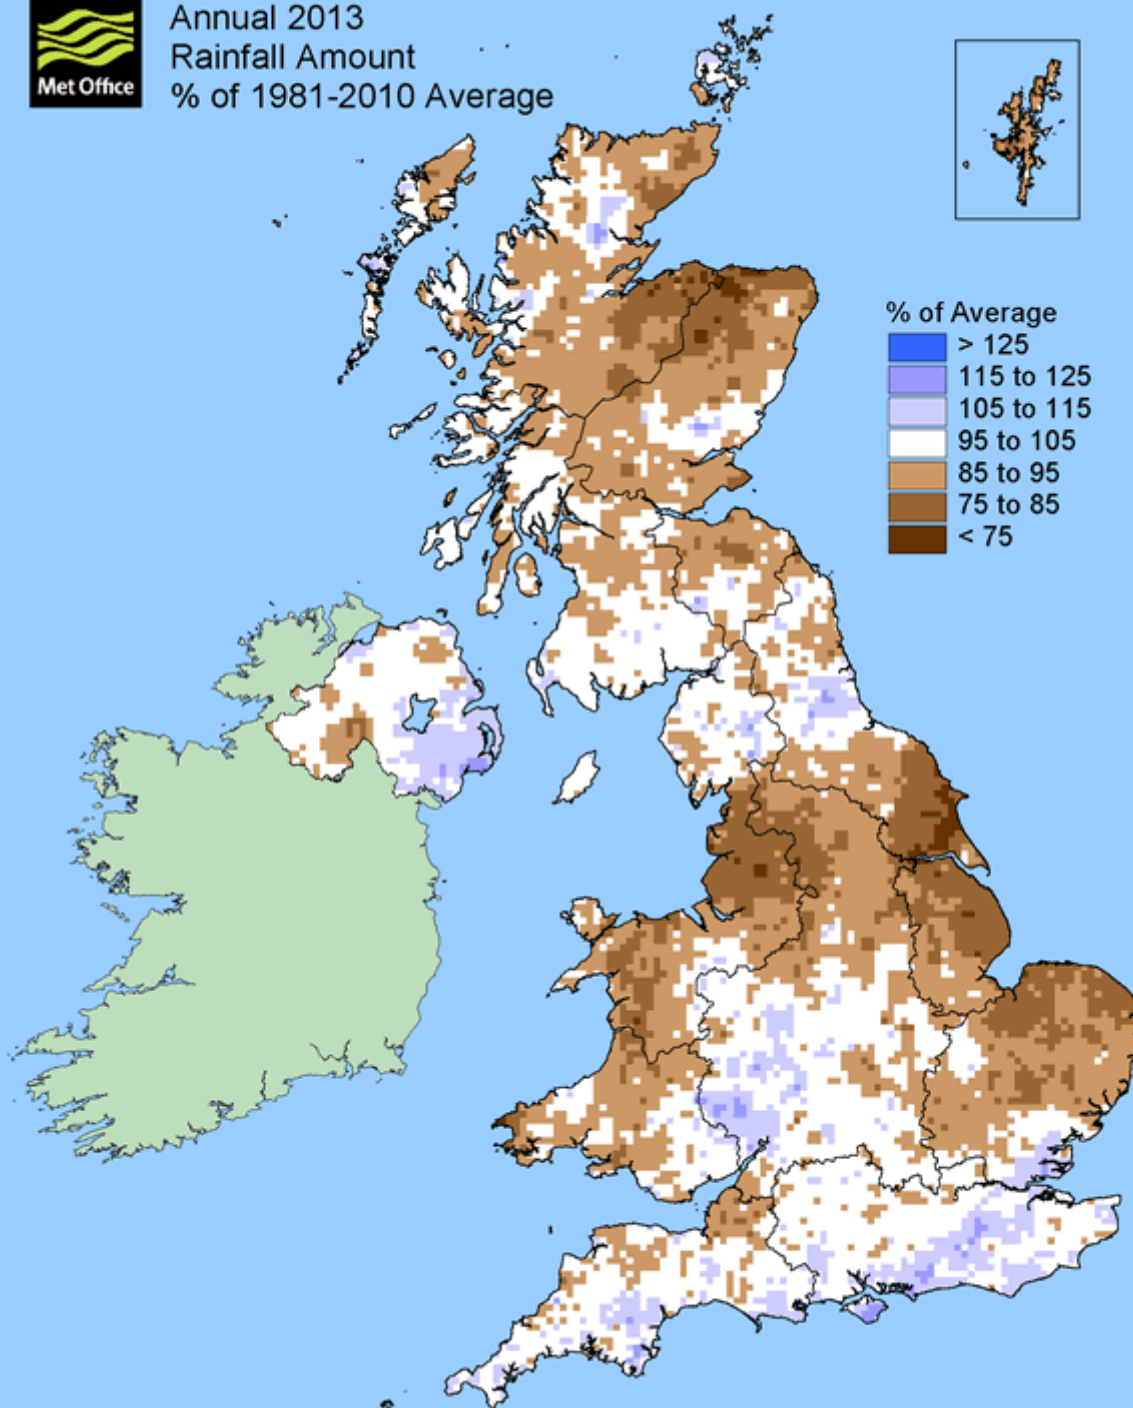 Met Office
Annual 2013
Rainfall Amount
% of 1981-2010 Average
% of Average
> 125
115 to 125
105 to 115
95 to 105
85 to 95
75 to 85
< 75